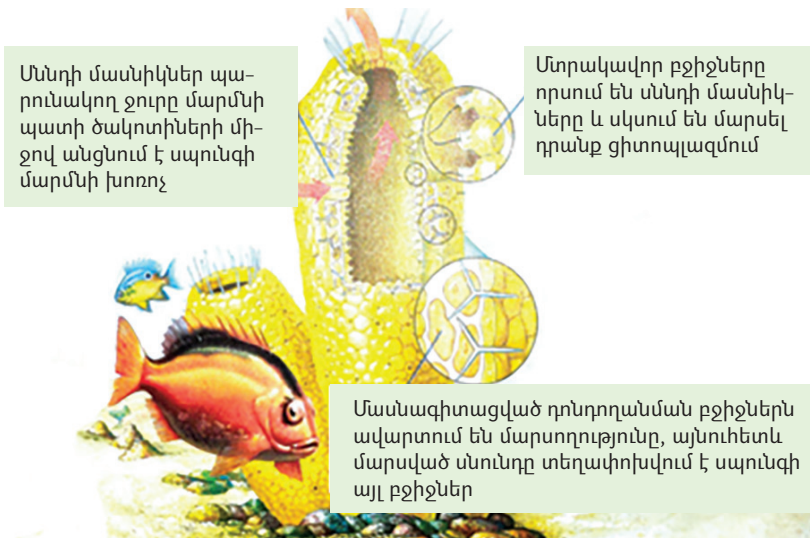 Սննդի մասնիկներ պա-
րունակող ջուրը մարմնի
պատի ծակոտիների մի-
ջով անցնում է սպունգի
մարմնի խոռոչ
Մտրակավոր բջիջները
որսում են սննդի մասնիկ-
ները և սկսում են մարսել
դրանք ցիտոպլազմում
Մասնագիտացված դոնդողանման բջիջներն
ավարտում են մարսողությունը, այնուհետև
մարսված սնունդը տեղափոխվում է սպունգի
այլ բջիջներ